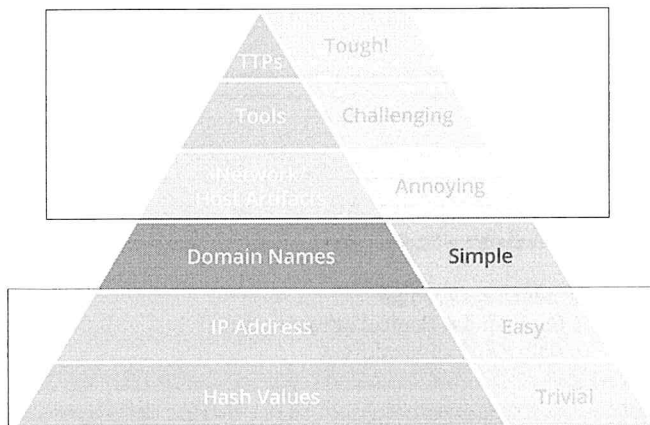 TTPs
Tough!
Tools
Challenging
Network/
Host Artifacts
Annoying
Domain Names
Simple
IP Address
Easy
Hash Values
Trivial